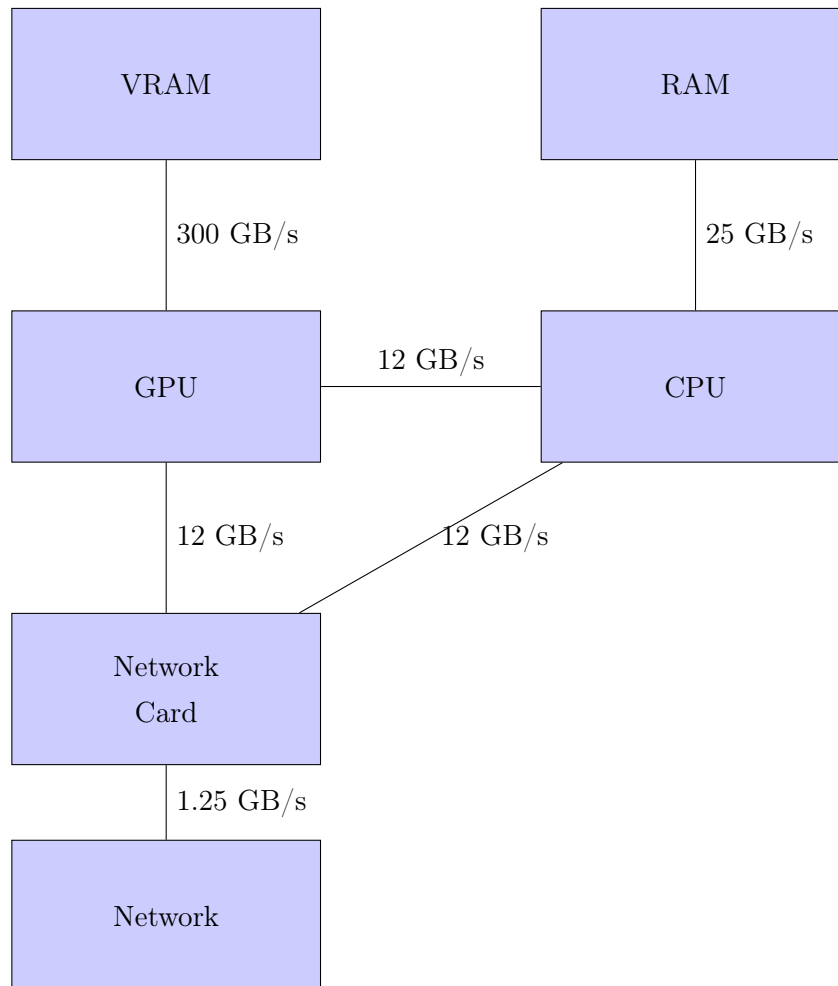 VRAM
RAM
300 GB/s
25 GB/s
12 GB/s
GPU
CPU
12 GB/s
12 GB/s
Network
Card
1.25 GB/s
Network